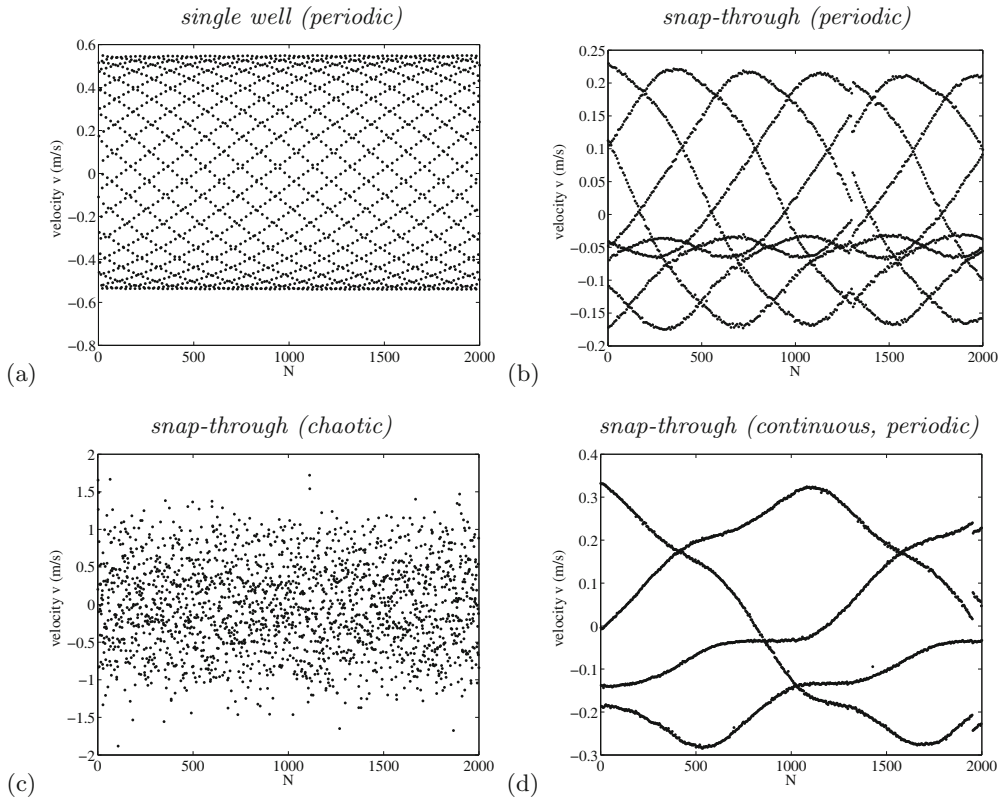 single well (periodic)
snap-through (periodic)
0.6
0.4
0.2
0
−0.2
−0.4
−0.6
−0.8
velocity v (m/s)
0 500 1000 1500 2000
N
(a)
0.25
0.2
0.15
0.1
0.05
0
−0.05
−0.1
−0.15
−0.2
velocity v (m/s)
0 500 1000 1500 2000
N
(b)
snap-through (chaotic)
snap-through (continuous, periodic)
2
1.5
1
0.5
0
−0.5
−1
−1.5
−2
velocity v (m/s)
0 500 1000 1500 2000
N
(c)
0.4
0.3
0.2
0.1
0
−0.1
−0.2
−0.3
velocity v (m/s)
0 500 1000 1500 2000
N
(d)